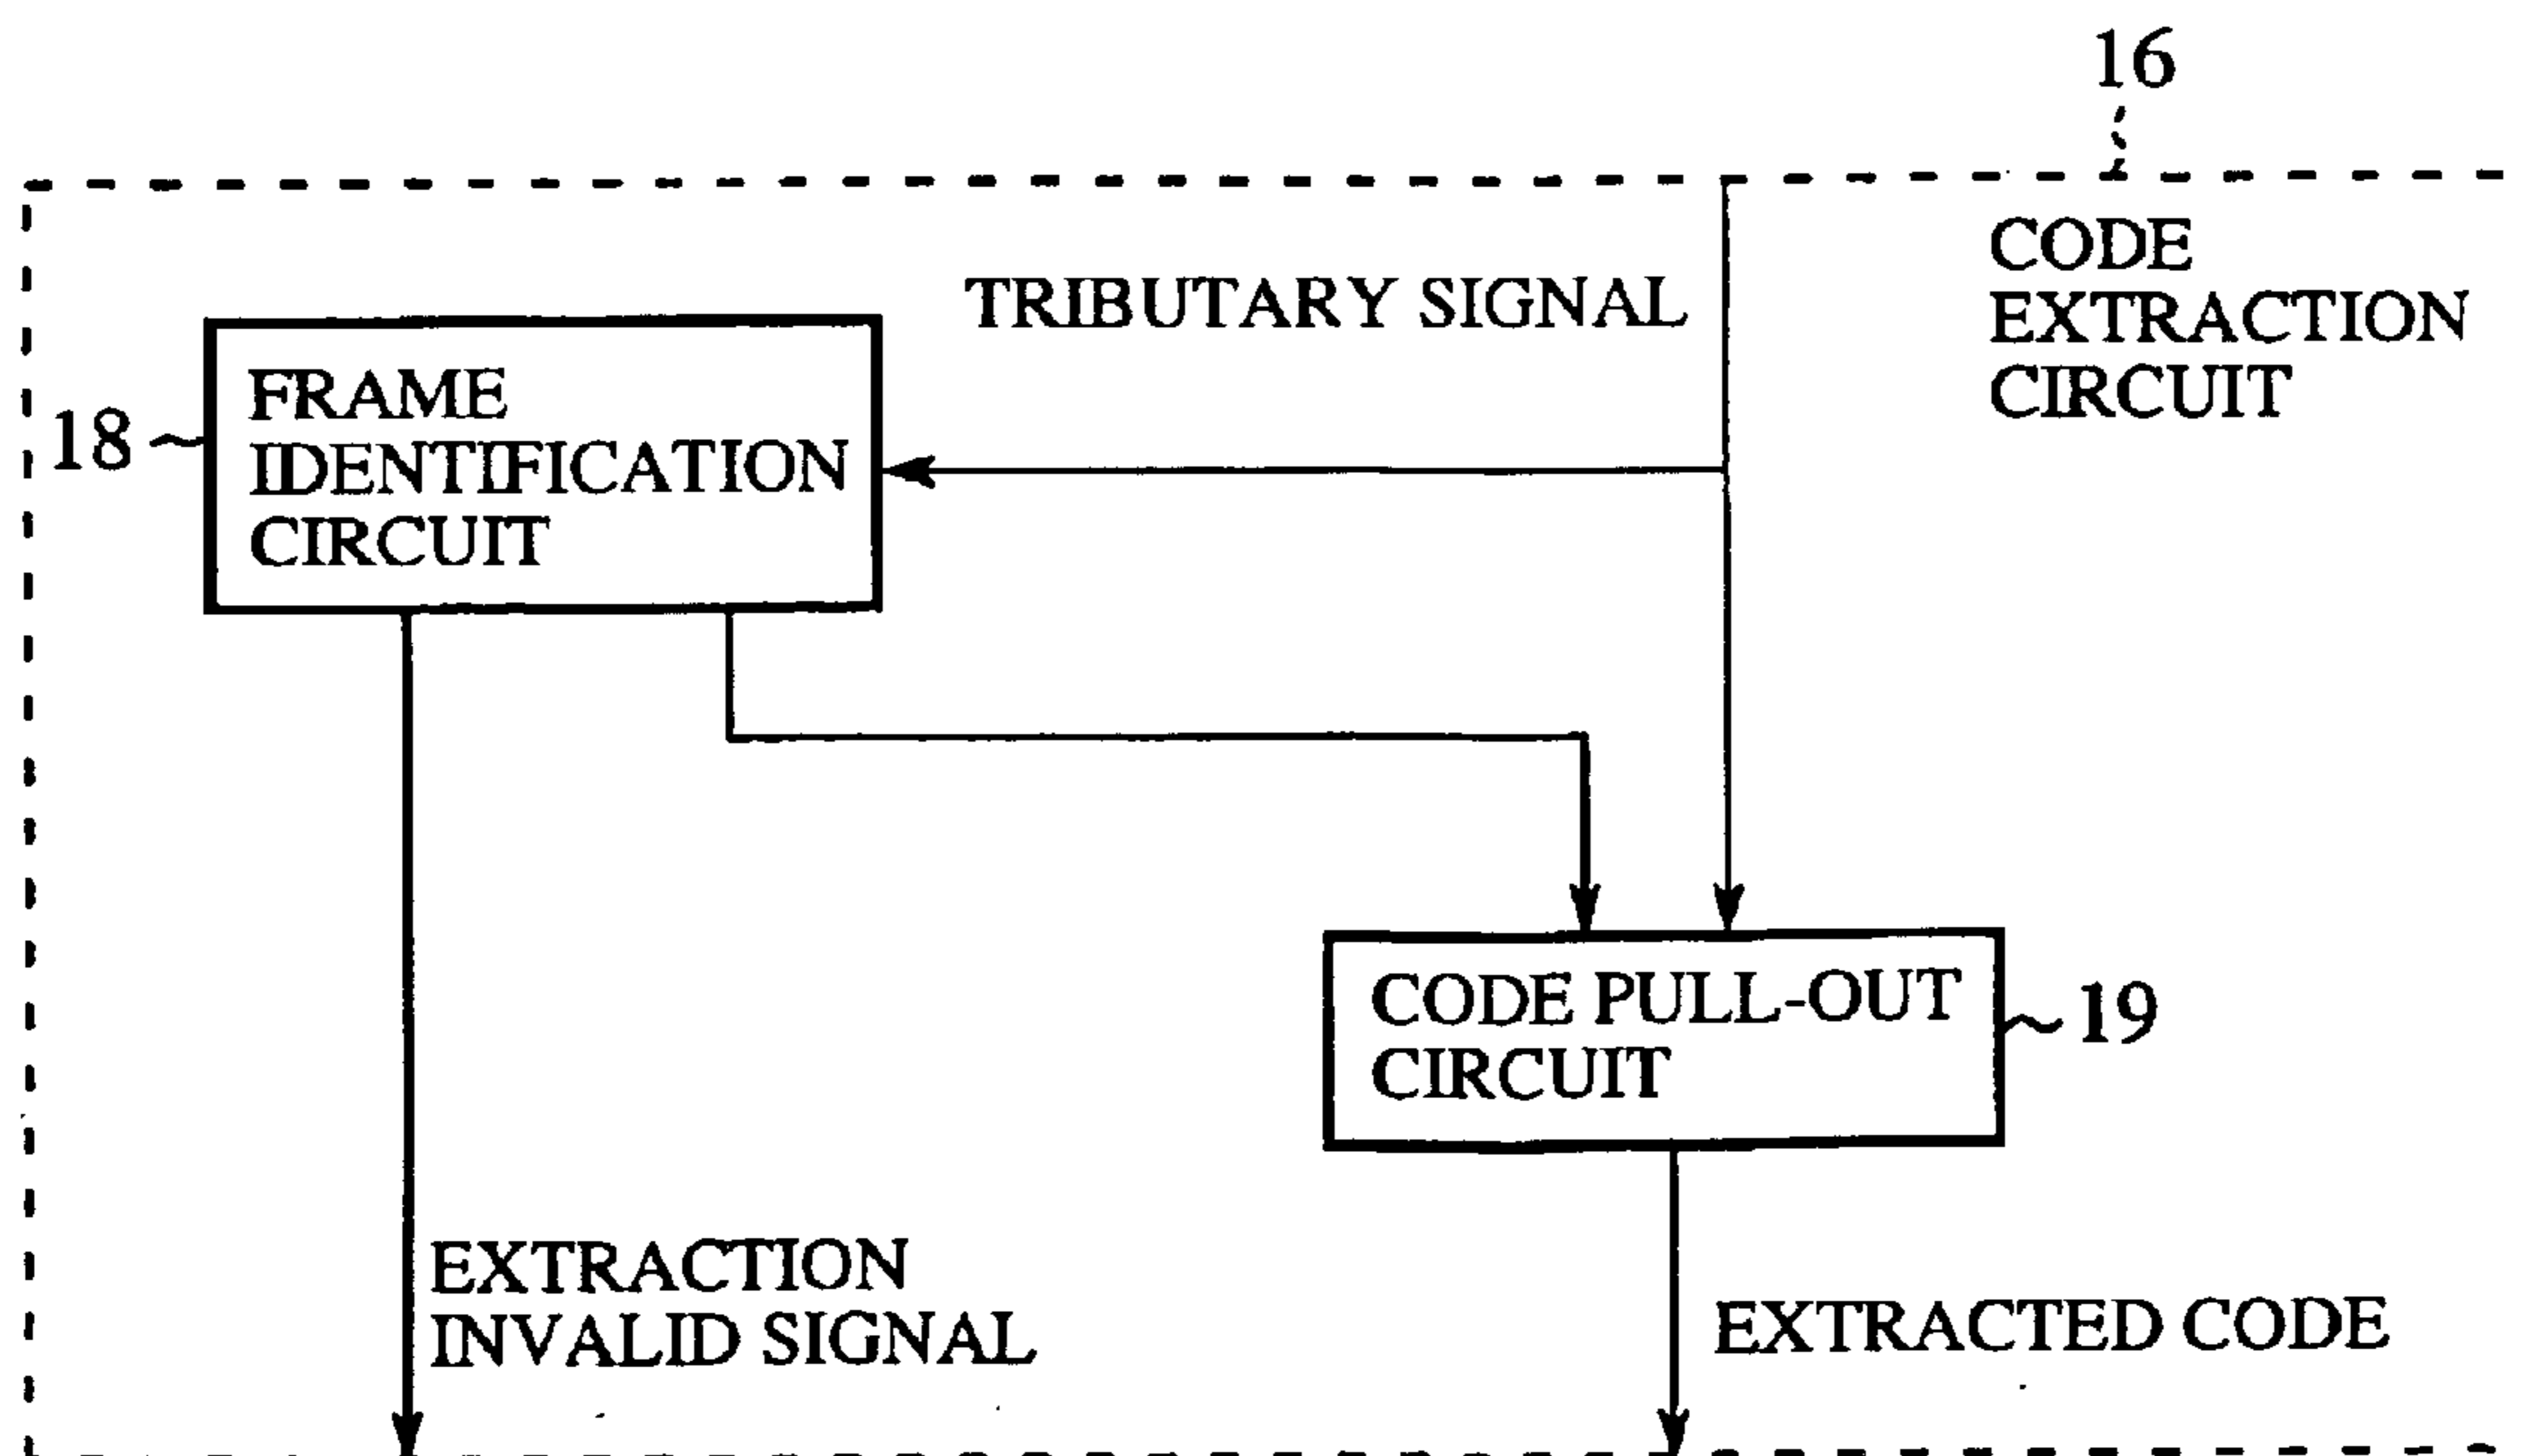 16
CODE
EXTRACTION
CIRCUIT
TRIBUTARY SIGNAL
FRAME
IDENTIFICATION
CIRCUIT
18
CODE PULL-OUT
CIRCUIT
19
EXTRACTION
INVALID SIGNAL
EXTRACTED CODE